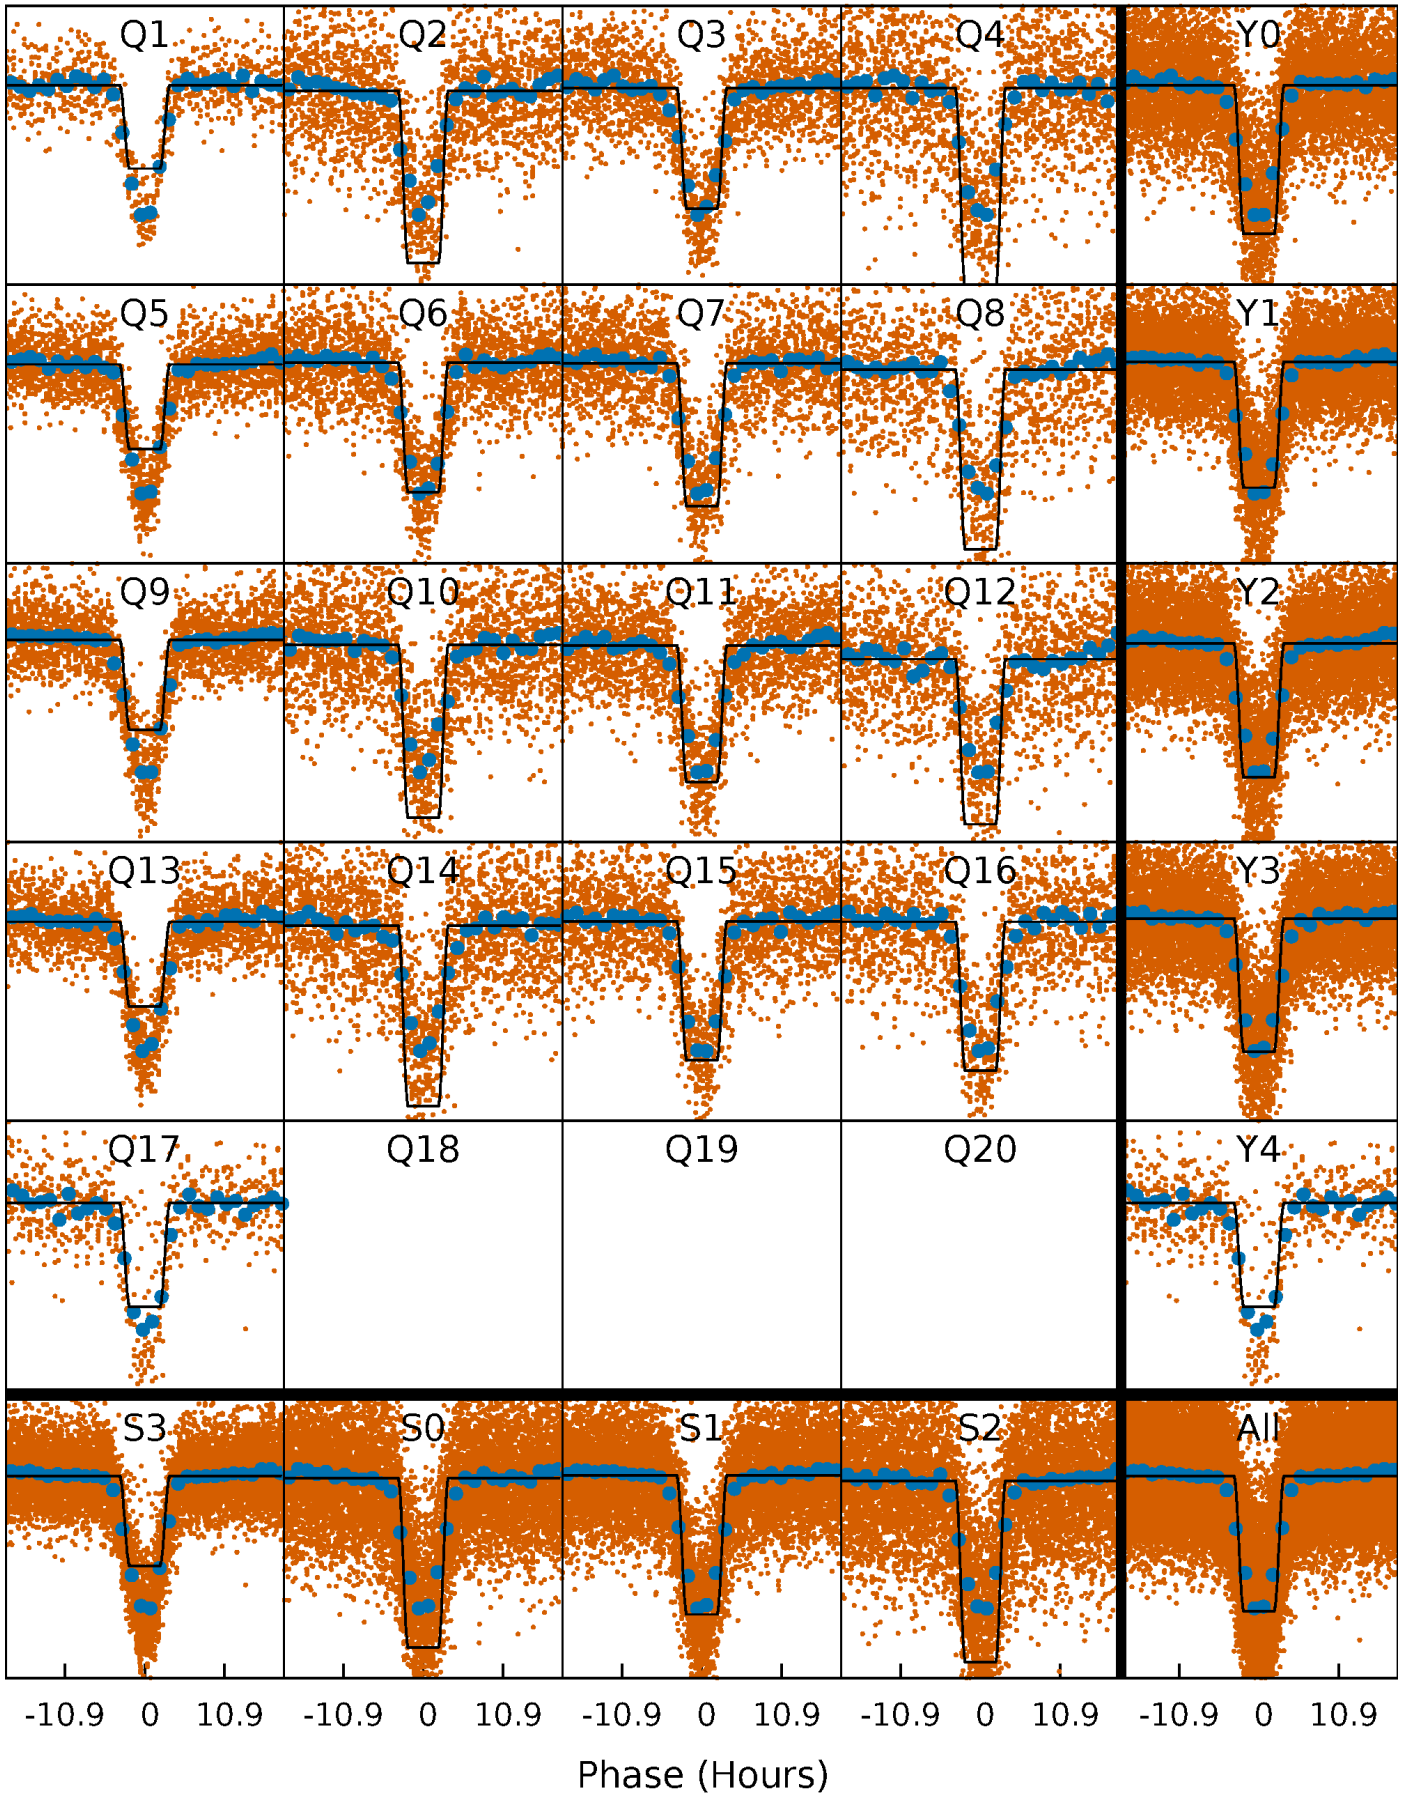 Q1 Q2 Q3 Q4 Y0
Q5 Q6 Q7 Q8 Y1
Q9 Q10 Q11 Q12 Y2
Q13 Q14 Q15 Q16 Y3
Q17 Q18 Q19 Q20 Y4
S3 S0 S1 S2 All
-10.9 0 10.9 -10.9 0 10.9 -10.9 0 10.9 -10.9 0 10.9 -10.9 0 10.9
Phase (Hours)